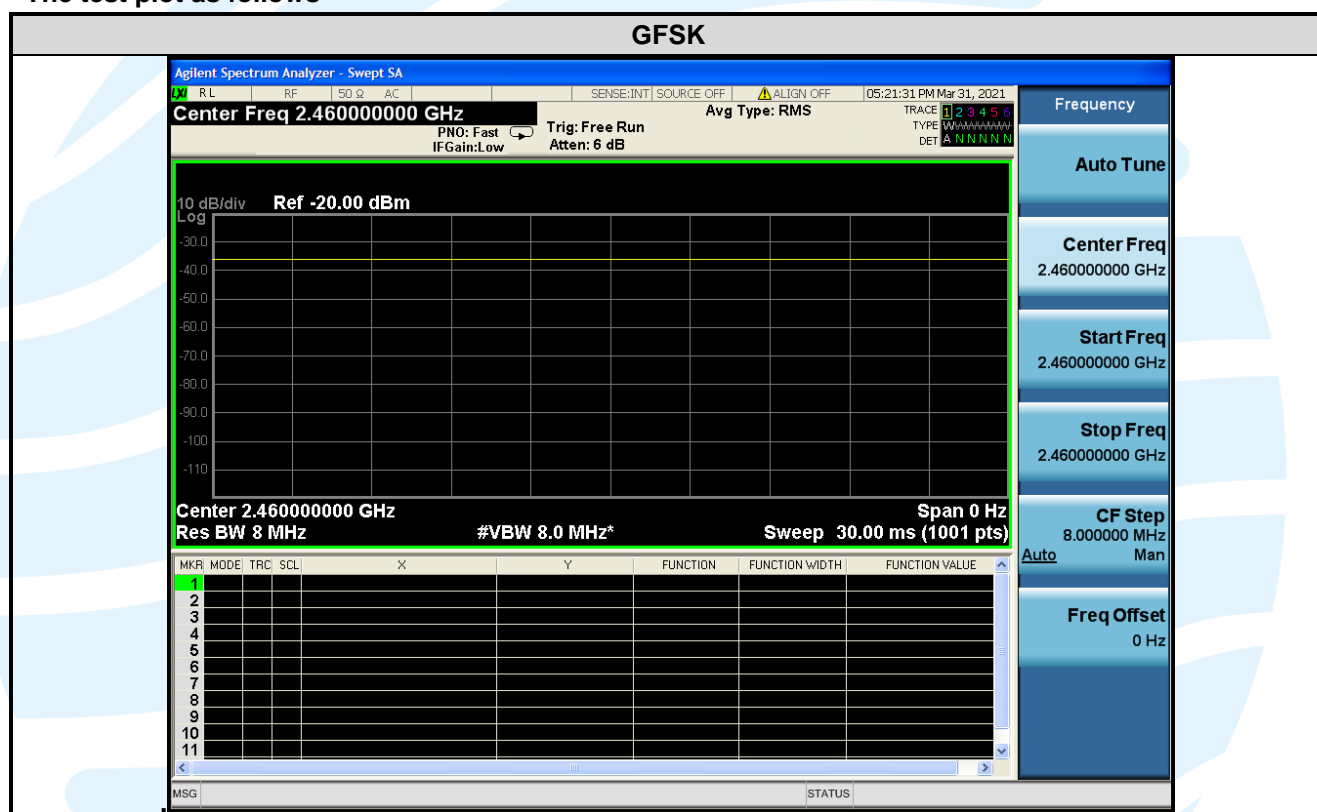 The test plot as follows
GFSK
Agilent Spectrum Analyzer - Swept SA
LXI RL RF 50 Ω AC SENSE:INT SOURCE OFF ALIGN OFF 05:21:31 PM Mar 31, 2021
Center Freq 2.460000000 GHz
PNO: Fast
IFGain:Low
Trig: Free Run
Atten: 6 dB
Avg Type: RMS
TRACE 1 2 3 4 5 6
TYPE WWWWWW
DET A N N N N N
10 dB/div Ref -20.00 dBm
Log
-30.0
-40.0
-50.0
-60.0
-70.0
-80.0
-90.0
-100
-110
Center 2.460000000 GHz Span 0 Hz
Res BW 8 MHz #VBW 8.0 MHz* Sweep 30.00 ms (1001 pts)
MKR MODE TRC SCL X Y FUNCTION FUNCTION WIDTH FUNCTION VALUE
1
2
3
4
5
6
7
8
9
10
11
MSG STATUS
Frequency
Auto Tune
Center Freq
2.460000000 GHz
Start Freq
2.460000000 GHz
Stop Freq
2.460000000 GHz
CF Step
8.000000 MHz
Auto Man
Freq Offset
0 Hz